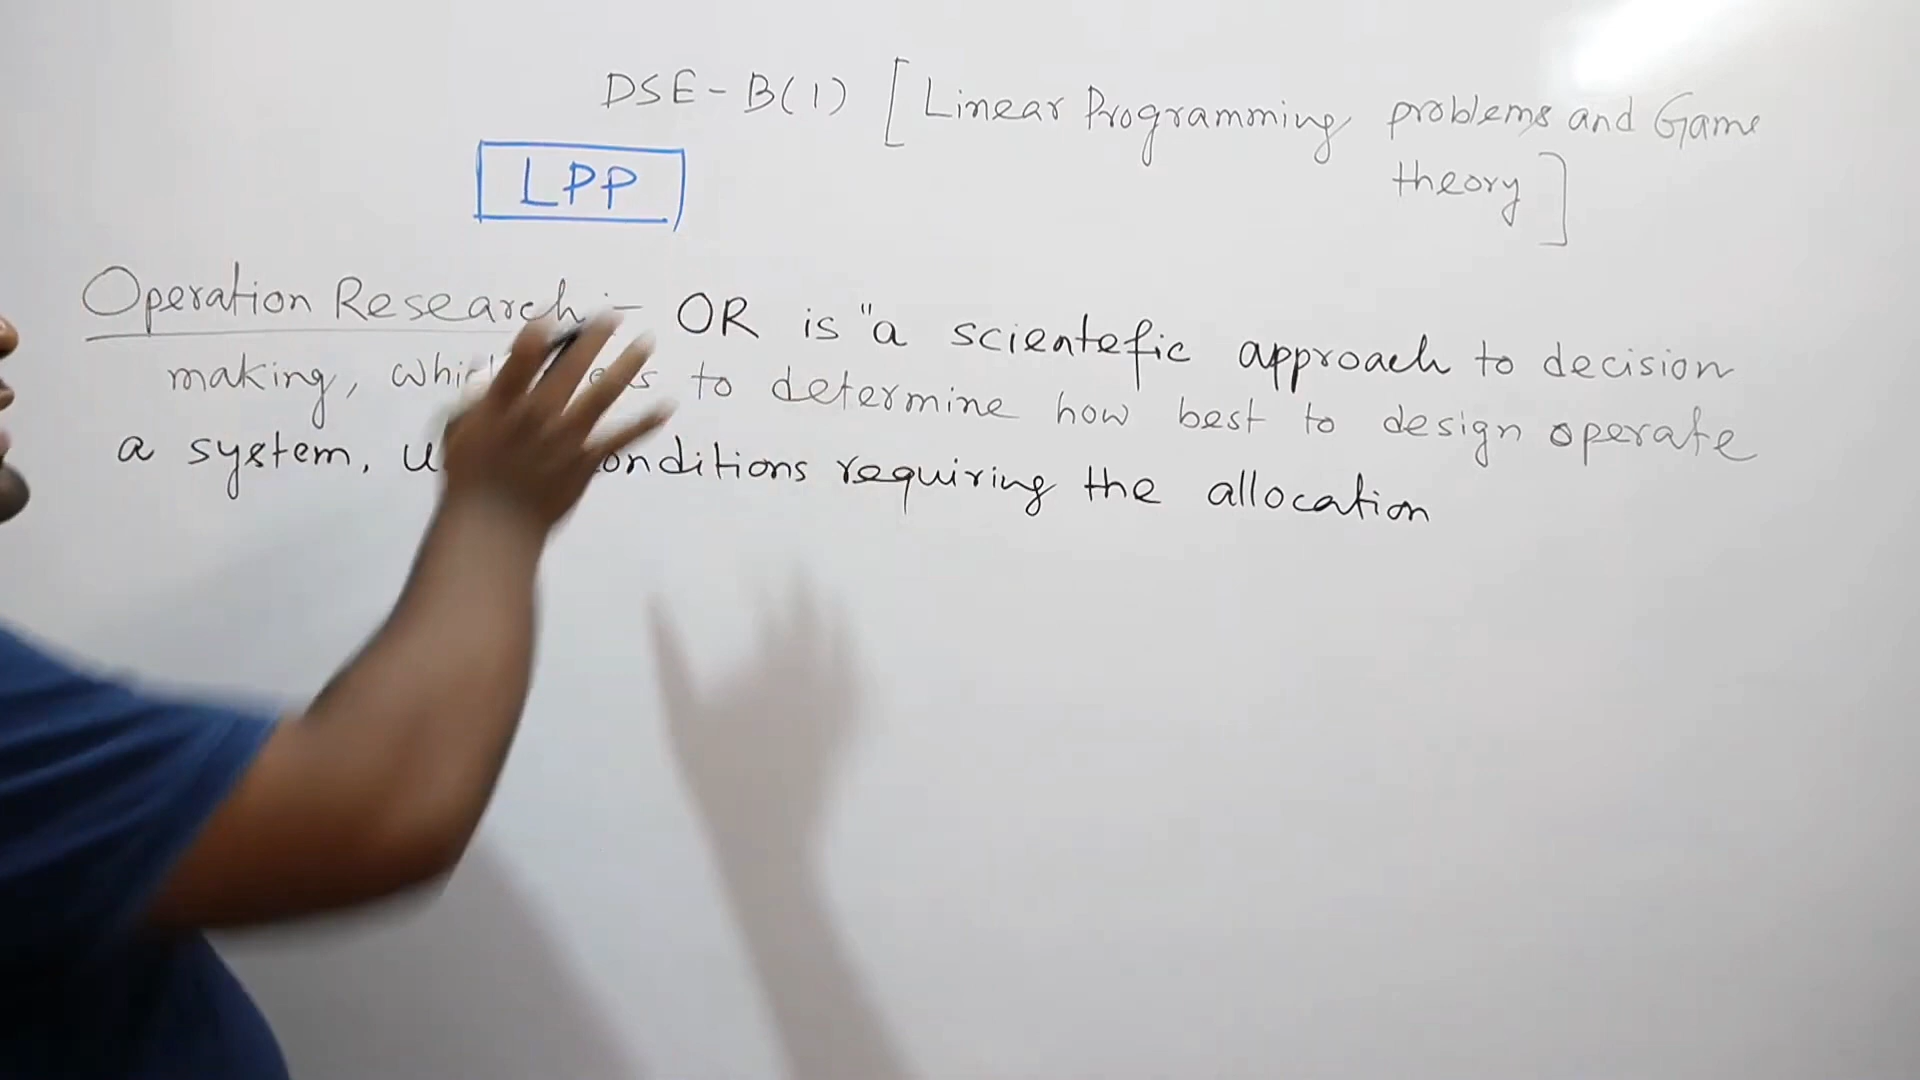 DSE - B(1) [Linear Programming problems and Game
theory]
LPP
Operation Research :- OR is "a scientefic approach to decision
making, to determine how best to design operate
a system, conditions requiring the allocation